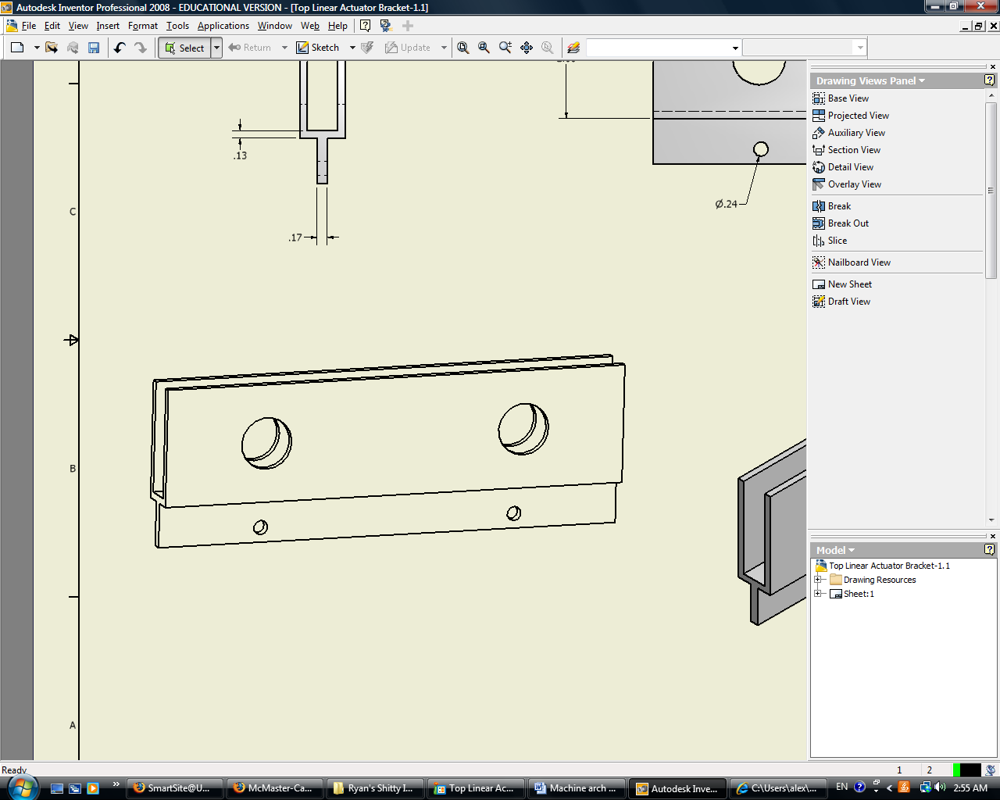 Autodesk Inventor Professional 2008 - EDUCATIONAL VERSION - [Top Linear Actuator Bracket-1.1]
File Edit View Insert Format Tools Applications Window Web Help
Select Return Sketch Update
Drawing Views Panel
Base View
Projected View
Auxiliary View
Section View
Detail View
Overlay View
Break
Break Out
Slice
Nailboard View
New Sheet
Draft View
.13
Ø.24
C
.17
B
A
Model
Top Linear Actuator Bracket-1.1
Drawing Resources
Sheet:1
Ready
1 2
SmartSite@U... McMaster-Ca... Ryan's Shitty I... Top Linear Ac... Machine arch ... Autodesk Inve... C:\Users\alex\... EN 2:55 AM